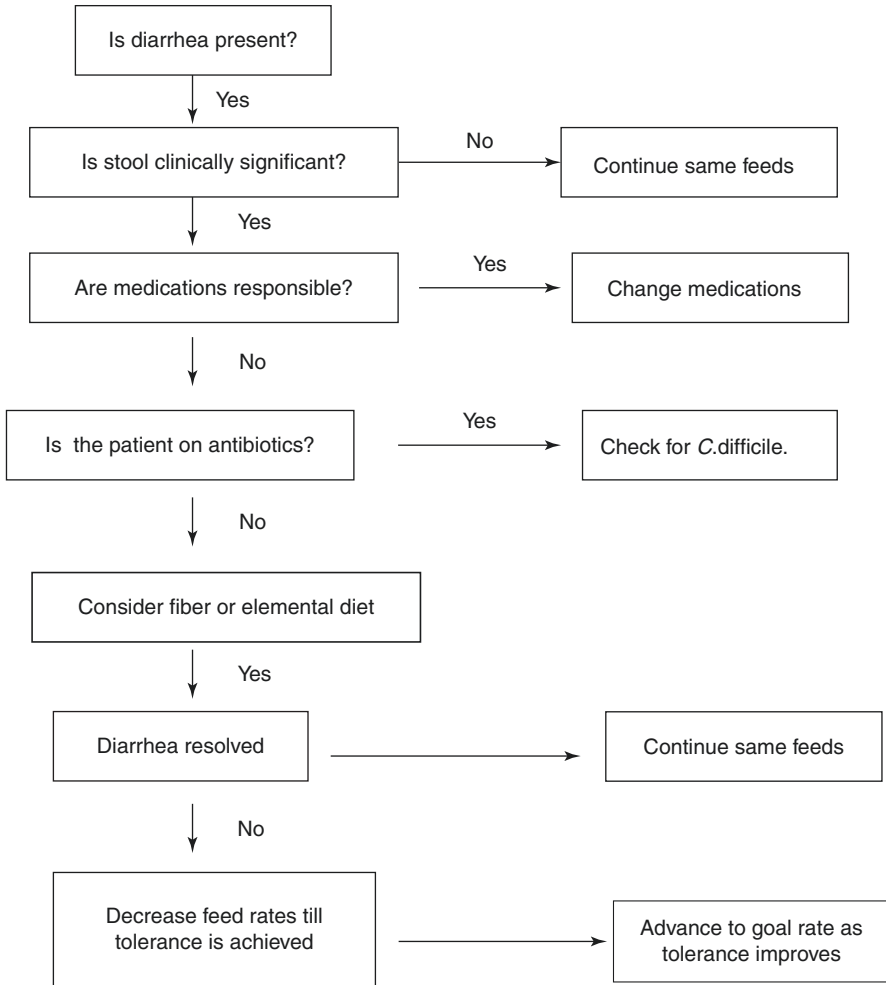 Is diarrhea present?
Yes
Is stool clinically significant?
No
Continue same feeds
Yes
Are medications responsible?
Yes
Change medications
No
Is the patient on antibiotics?
Yes
Check for C.difficile.
No
Consider fiber or elemental diet
Yes
Diarrhea resolved
Continue same feeds
No
Decrease feed rates till
tolerance is achieved
Advance to goal rate as
tolerance improves